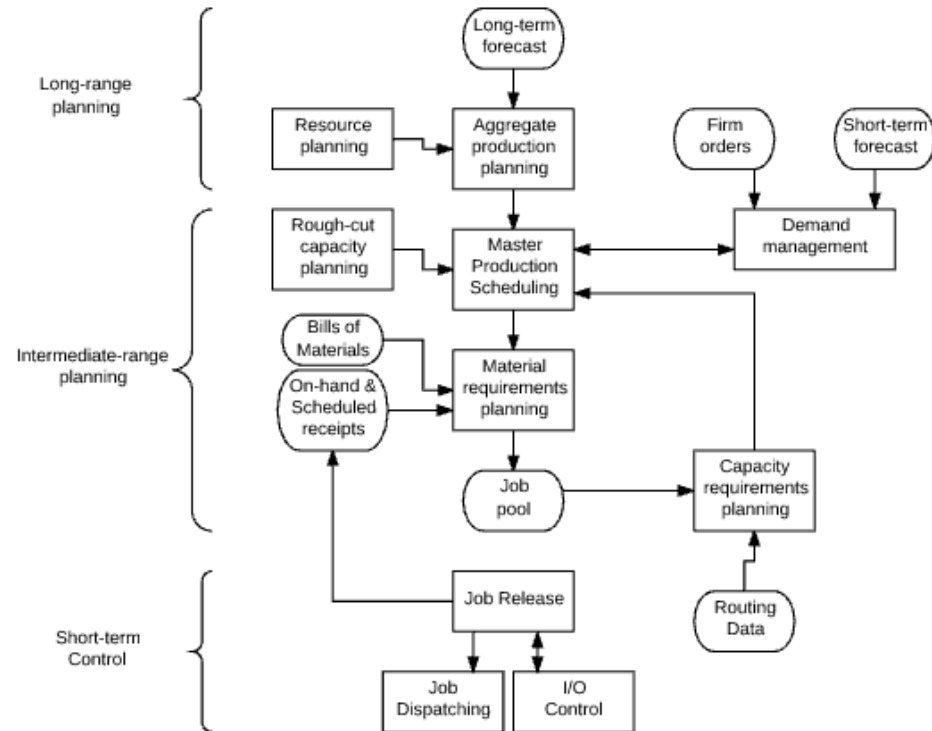 Long-term
forecast
Long-range
planning
Resource
planning
Aggregate
production
planning
Firm
orders
Short-term
forecast
Rough-cut
capacity
planning
Master
Production
Scheduling
Demand
management
Intermediate-range
planning
Bills of
Materials
On-hand &
Scheduled
receipts
Material
requirements
planning
Job
pool
Capacity
requirements
planning
Short-term
Control
Job Release
Routing
Data
Job
Dispatching
I/O
Control